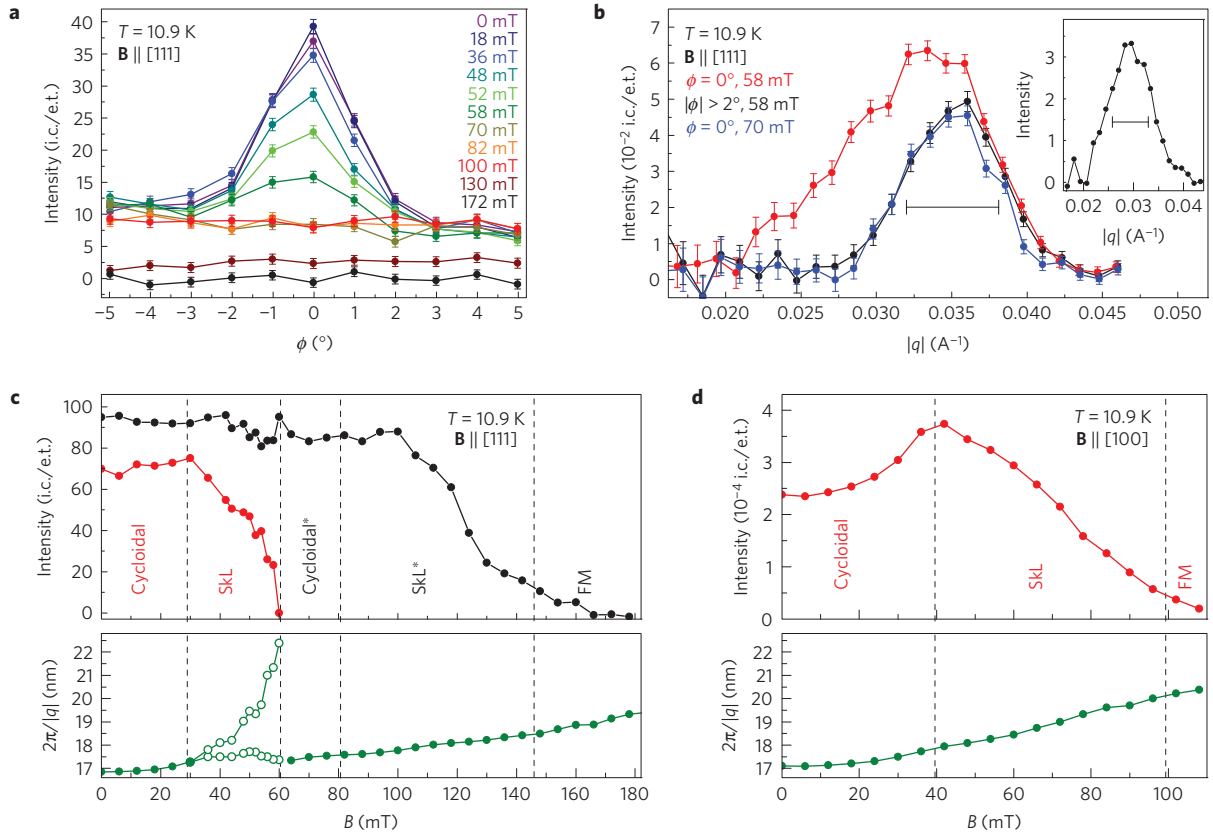 a
T = 10.9 K
B || [111]
0 mT
18 mT
36 mT
48 mT
52 mT
58 mT
70 mT
82 mT
100 mT
130 mT
172 mT
Intensity (i.c./e.t.)
40
35
30
25
20
15
10
5
0
−5 −4 −3 −2 −1 0 1 2 3 4 5
ϕ (°)
b
T = 10.9 K
B || [111]
ϕ = 0°, 58 mT
|ϕ| > 2°, 58 mT
ϕ = 0°, 70 mT
Intensity (10⁻² i.c./e.t.)
7
6
5
4
3
2
1
0
0.020 0.025 0.030 0.035 0.040 0.045 0.050
|q| (A⁻¹)
Intensity
3
2
1
0
0.02 0.03 0.04
|q| (A⁻¹)
c
T = 10.9 K
B || [111]
Intensity (i.c./e.t.)
100
80
60
40
20
0
Cycloidal
SkL
Cycloidal*
SkL*
FM
2π/|q| (nm)
22
21
20
19
18
17
0 20 40 60 80 100 120 140 160 180
B (mT)
d
T = 10.9 K
B || [100]
Intensity (10⁻⁴ i.c./e.t.)
4
3
2
1
0
Cycloidal
SkL
FM
2π/|q| (nm)
22
21
20
19
18
17
0 20 40 60 80 100
B (mT)